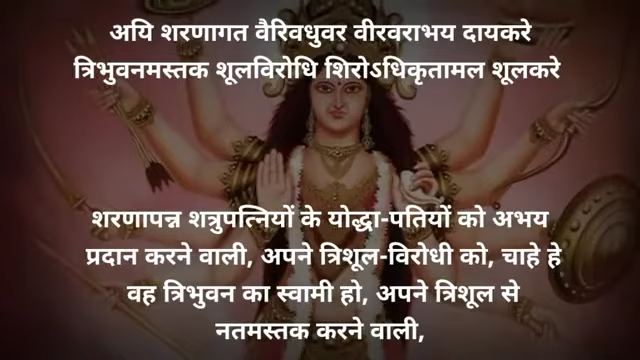 अयि शरणागत वैरिवधुवर वीरवराभय दायकरे
त्रिभुवनमस्तक शूलविरोधि शिरोऽधिकृतामल शूलकरे
शरणापन्न शत्रुपत्नियों के योद्धा-पतियों को अभय
प्रदान करने वाली, अपने त्रिशूल-विरोधी को, चाहे हे
वह त्रिभुवन का स्वामी हो, अपने त्रिशूल से
नतमस्तक करने वाली,